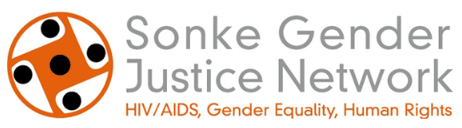 Sonke Gender
Justice Network
HIV/AIDS, Gender Equality, Human Rights